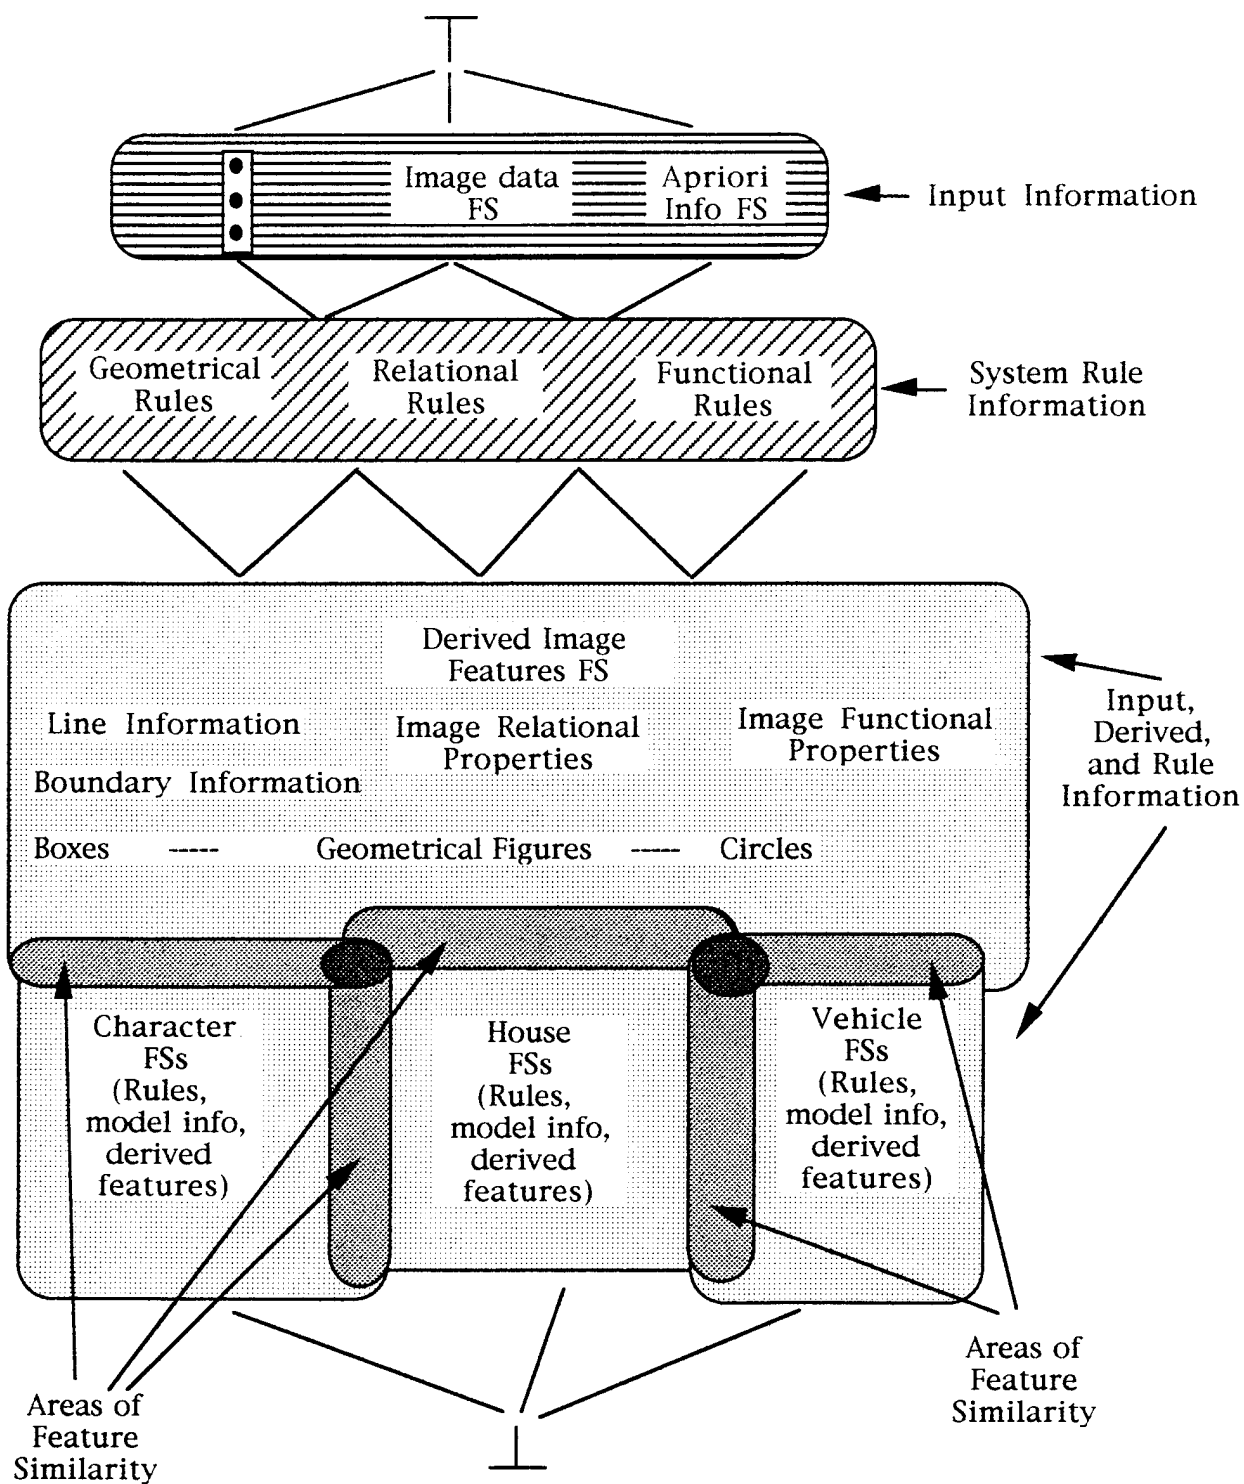 Image data
FS
Apriori
Info FS
Input Information
Geometrical
Rules
Relational
Rules
Functional
Rules
System Rule
Information
Derived Image
Features FS
Line Information
Image Relational
Properties
Image Functional
Properties
Boundary Information
Boxes ----- Geometrical Figures ----- Circles
Input,
Derived,
and Rule
Information
Character
FSs
(Rules,
model info,
derived
features)
House
FSs
(Rules,
model info,
derived
features)
Vehicle
FSs
(Rules,
model info,
derived
features)
Areas of
Feature
Similarity
Areas of
Feature
Similarity